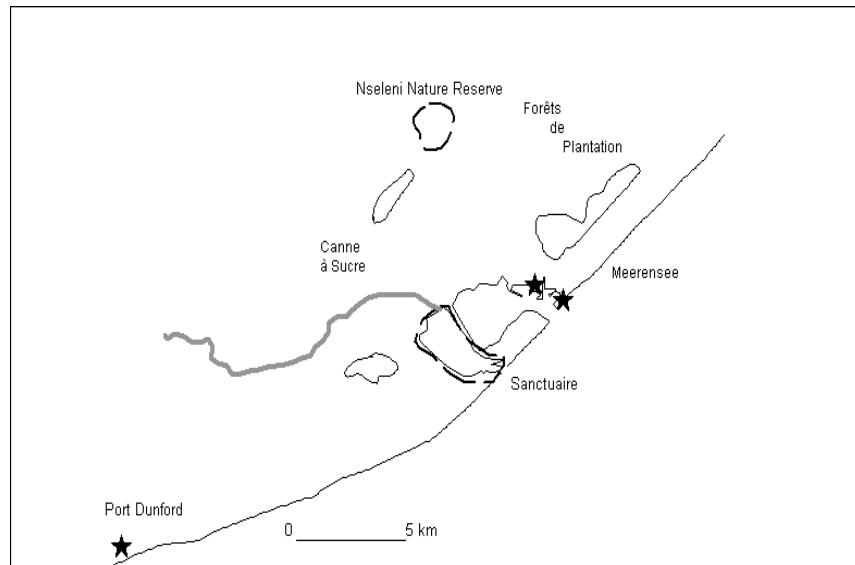 Nseleni Nature Reserve
Forêts
de
Plantation
Canne
à Sucre
Meerensee
Sanctuaire
Port Dunford
0 5 km